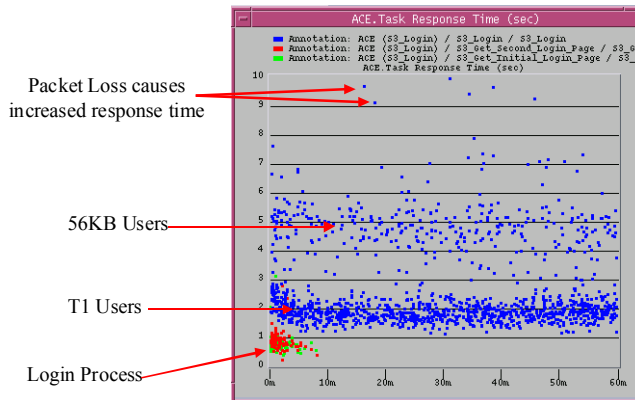 ACE.Task Response Time (sec)
Annotation: ACE (S3_Login) / S3_Login / S3_Login
Annotation: ACE (S3_Login) / S3_Get_Second_Login_Page / S3_G
Annotation: ACE (S3_Login) / S3_Get_Initial_Login_Page / S3_
ACE.Task Response Time (sec)
Packet Loss causes
increased response time
56KB Users
T1 Users
Login Process
10
9
8
7
6
5
4
3
2
1
0
0m 10m 20m 30m 40m 50m 60m